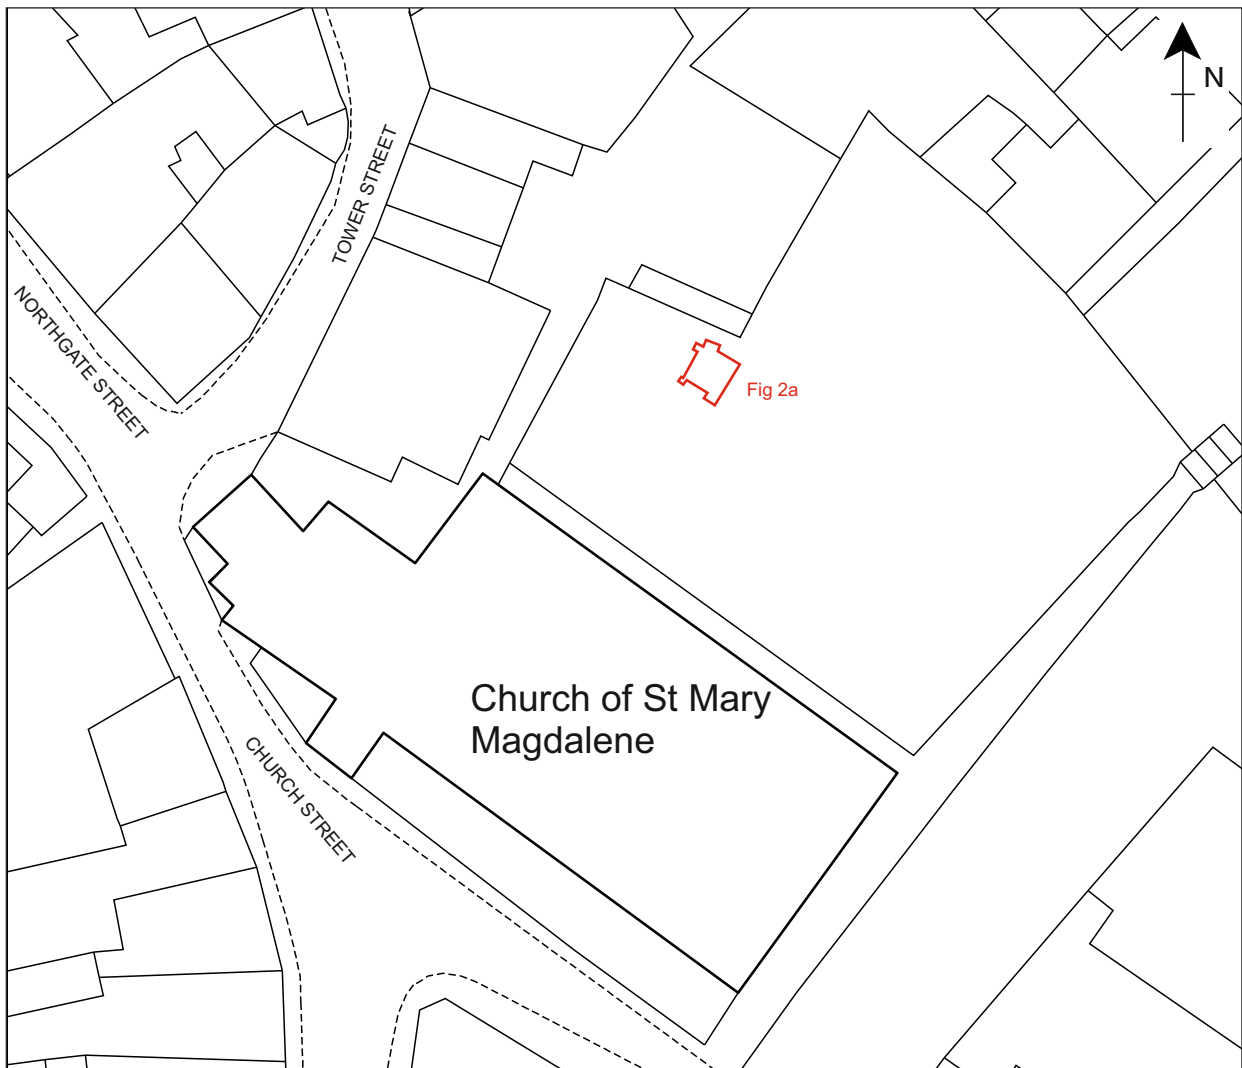 N
TOWER STREET
NORTHGATE STREET
Fig 2a
Church of St Mary
Magdalene
CHURCH STREET